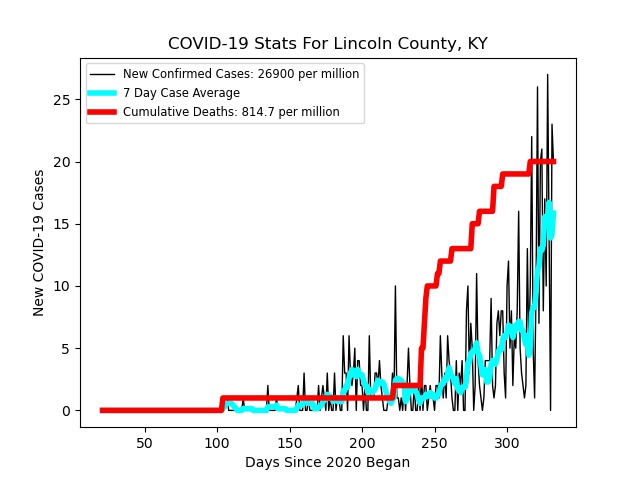 COVID-19 Stats For Lincoln County, KY
New Confirmed Cases: 26900 per million
7 Day Case Average
Cumulative Deaths: 814.7 per million
New COVID-19 Cases
25
20
15
10
5
0
50
100
150
200
250
300
Days Since 2020 Began